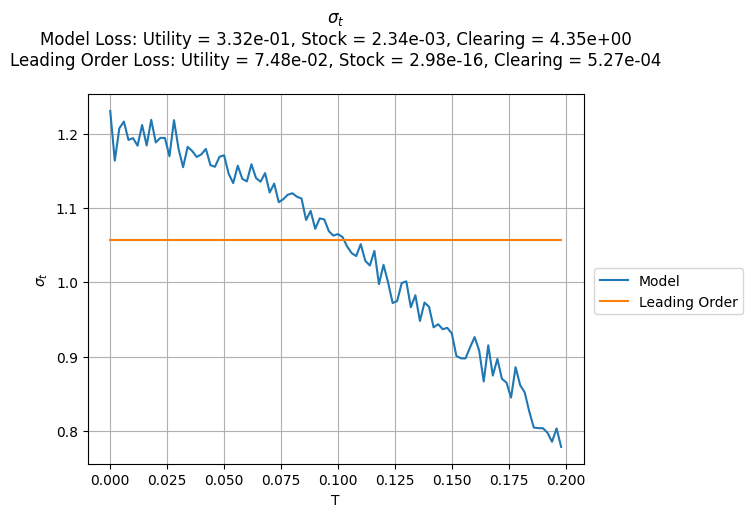 σ_t
Model Loss: Utility = 3.32e-01, Stock = 2.34e-03, Clearing = 4.35e+00
Leading Order Loss: Utility = 7.48e-02, Stock = 2.98e-16, Clearing = 5.27e-04
1.2
1.1
1.0
0.9
0.8
σ_t
0.000 0.025 0.050 0.075 0.100 0.125 0.150 0.175 0.200
T
Model
Leading Order